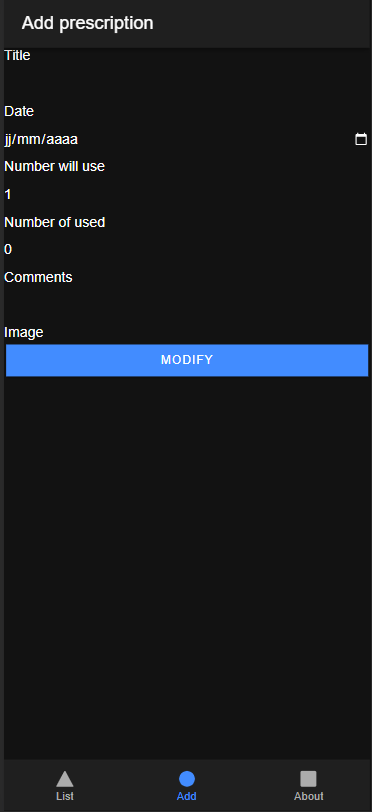 Add prescription
Title
Date
jj/mm/aaaa
Number will use
1
Number of used
0
Comments
Image
MODIFY
List Add About